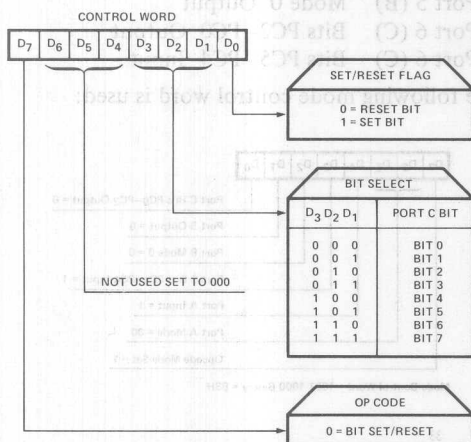 CONTROL WORD
D7 D6 D5 D4 D3 D2 D1 D0
SET/RESET FLAG
0 = RESET BIT
1 = SET BIT
BIT SELECT
D3 D2 D1 PORT C BIT
0 0 0 BIT 0
0 0 1 BIT 1
0 1 0 BIT 2
0 1 1 BIT 3
1 0 0 BIT 4
1 0 1 BIT 5
1 1 0 BIT 6
1 1 1 BIT 7
NOT USED SET TO 000
OP CODE
0 = BIT SET/RESET